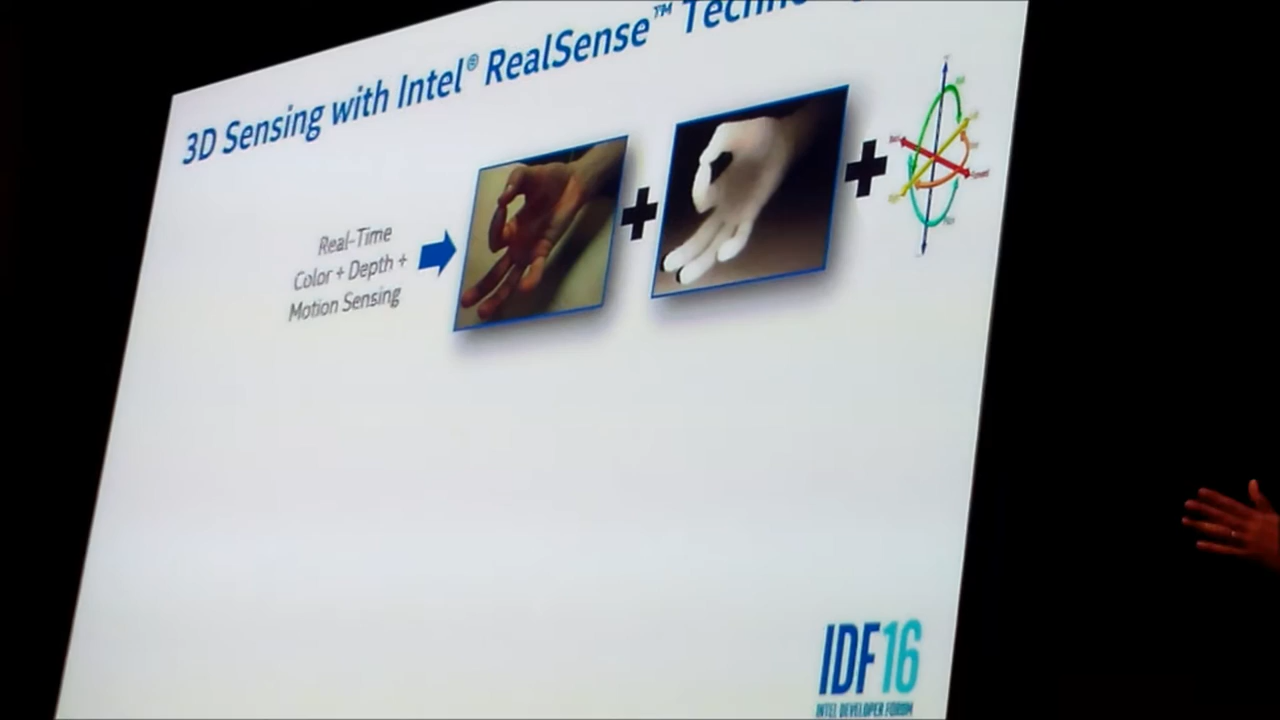 3D Sensing with Intel® RealSense™
Real-Time
Color + Depth +
Motion Sensing
IDF16
INTEL DEVELOPER FORUM